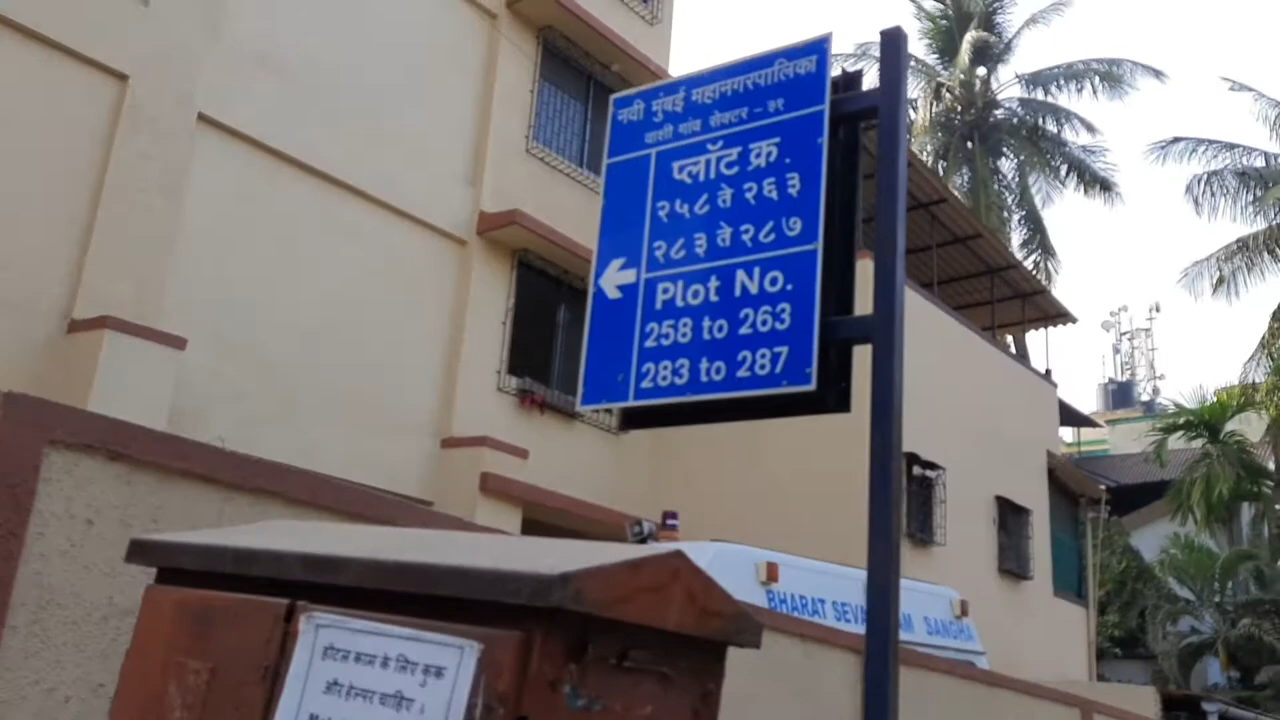 नवी मुंबई महानगरपालिका
वाशी गांव सेक्टर - ३१
प्लॉट क्र.
२५८ ते २६३
२८३ ते २८७
Plot No.
258 to 263
283 to 287
BHARAT SEVA SANGHA
होटल काम के लिए कुक
और हेल्पर चाहिए ।